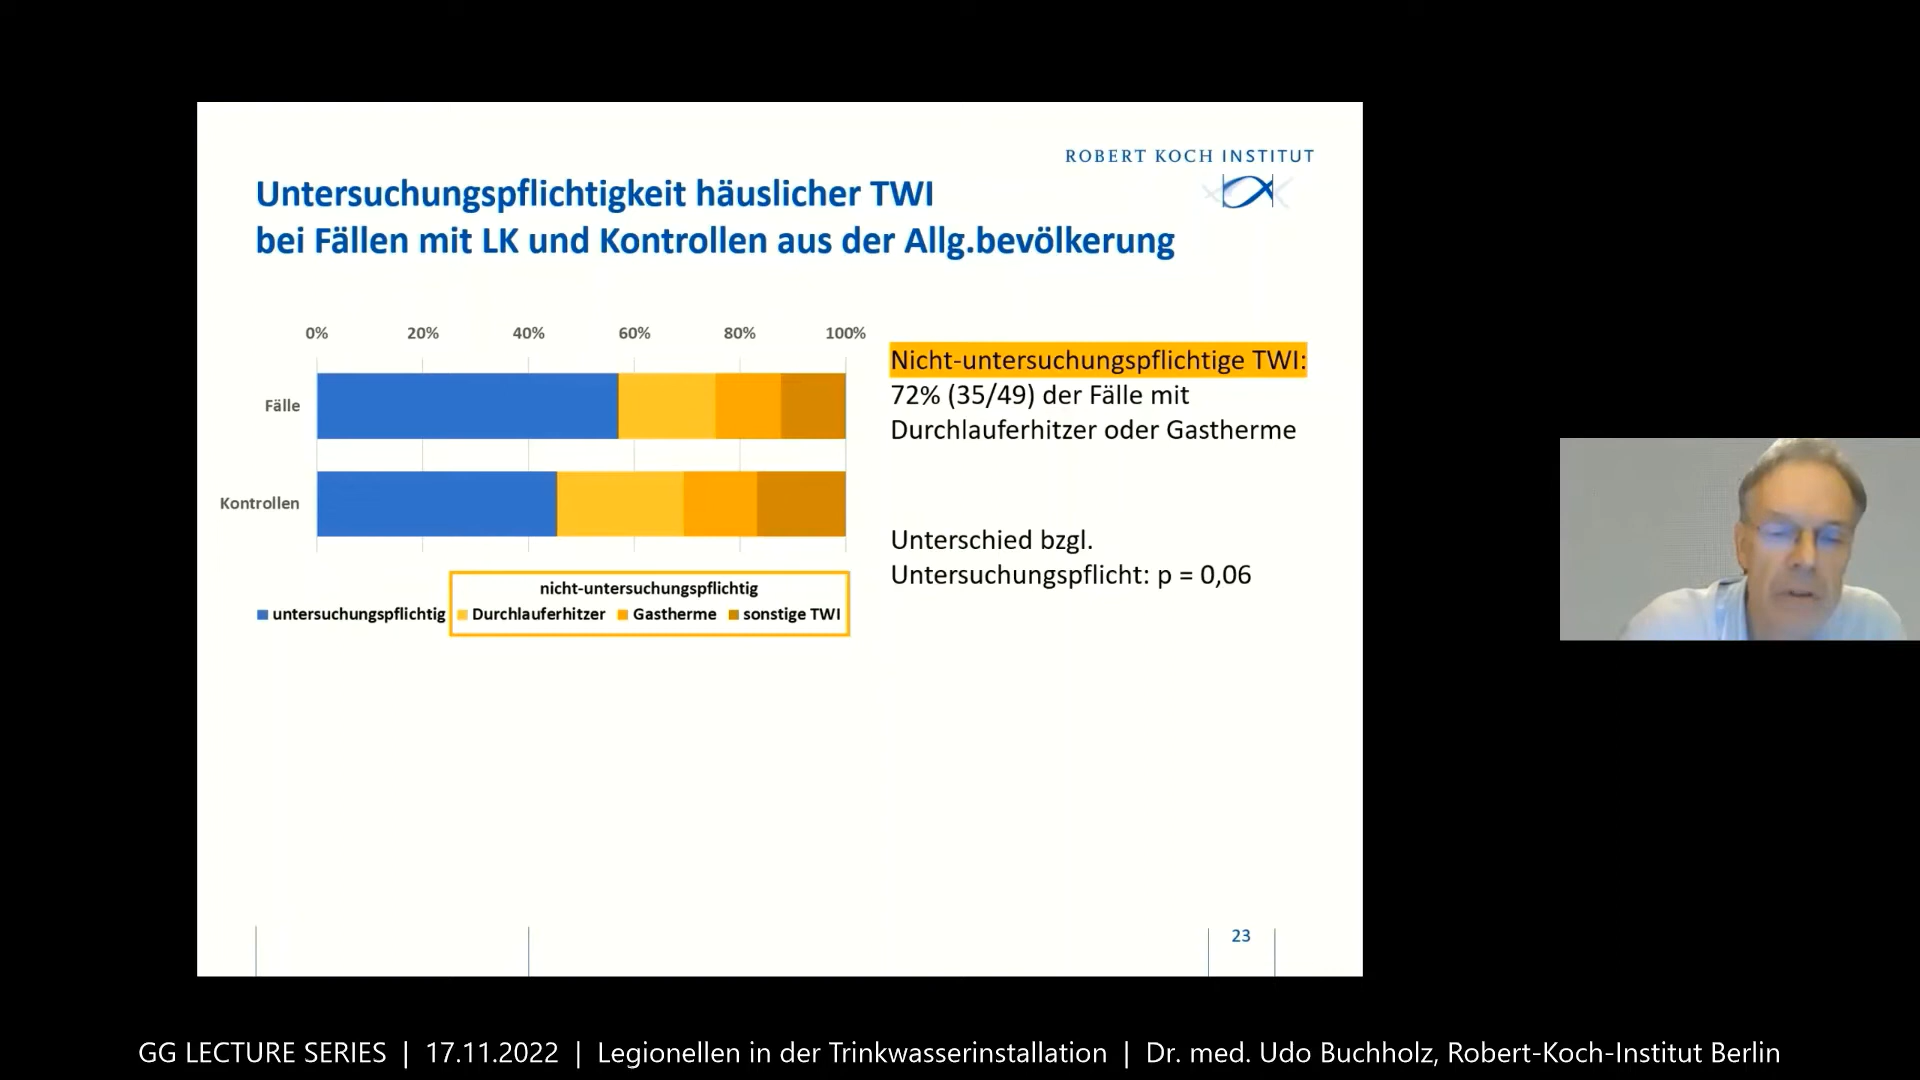 ROBERT KOCH INSTITUT
Untersuchungspflichtigkeit häuslicher TWI
bei Fällen mit LK und Kontrollen aus der Allg.bevölkerung
0% 20% 40% 60% 80% 100%
Fälle
Kontrollen
nicht-untersuchungspflichtig
untersuchungspflichtig Durchlauferhitzer Gastherme sonstige TWI
Nicht-untersuchungspflichtige TWI:
72% (35/49) der Fälle mit
Durchlauferhitzer oder Gastherme
Unterschied bzgl.
Untersuchungspflicht: p = 0,06
23
GG LECTURE SERIES | 17.11.2022 | Legionellen in der Trinkwasserinstallation | Dr. med. Udo Buchholz, Robert-Koch-Institut Berlin